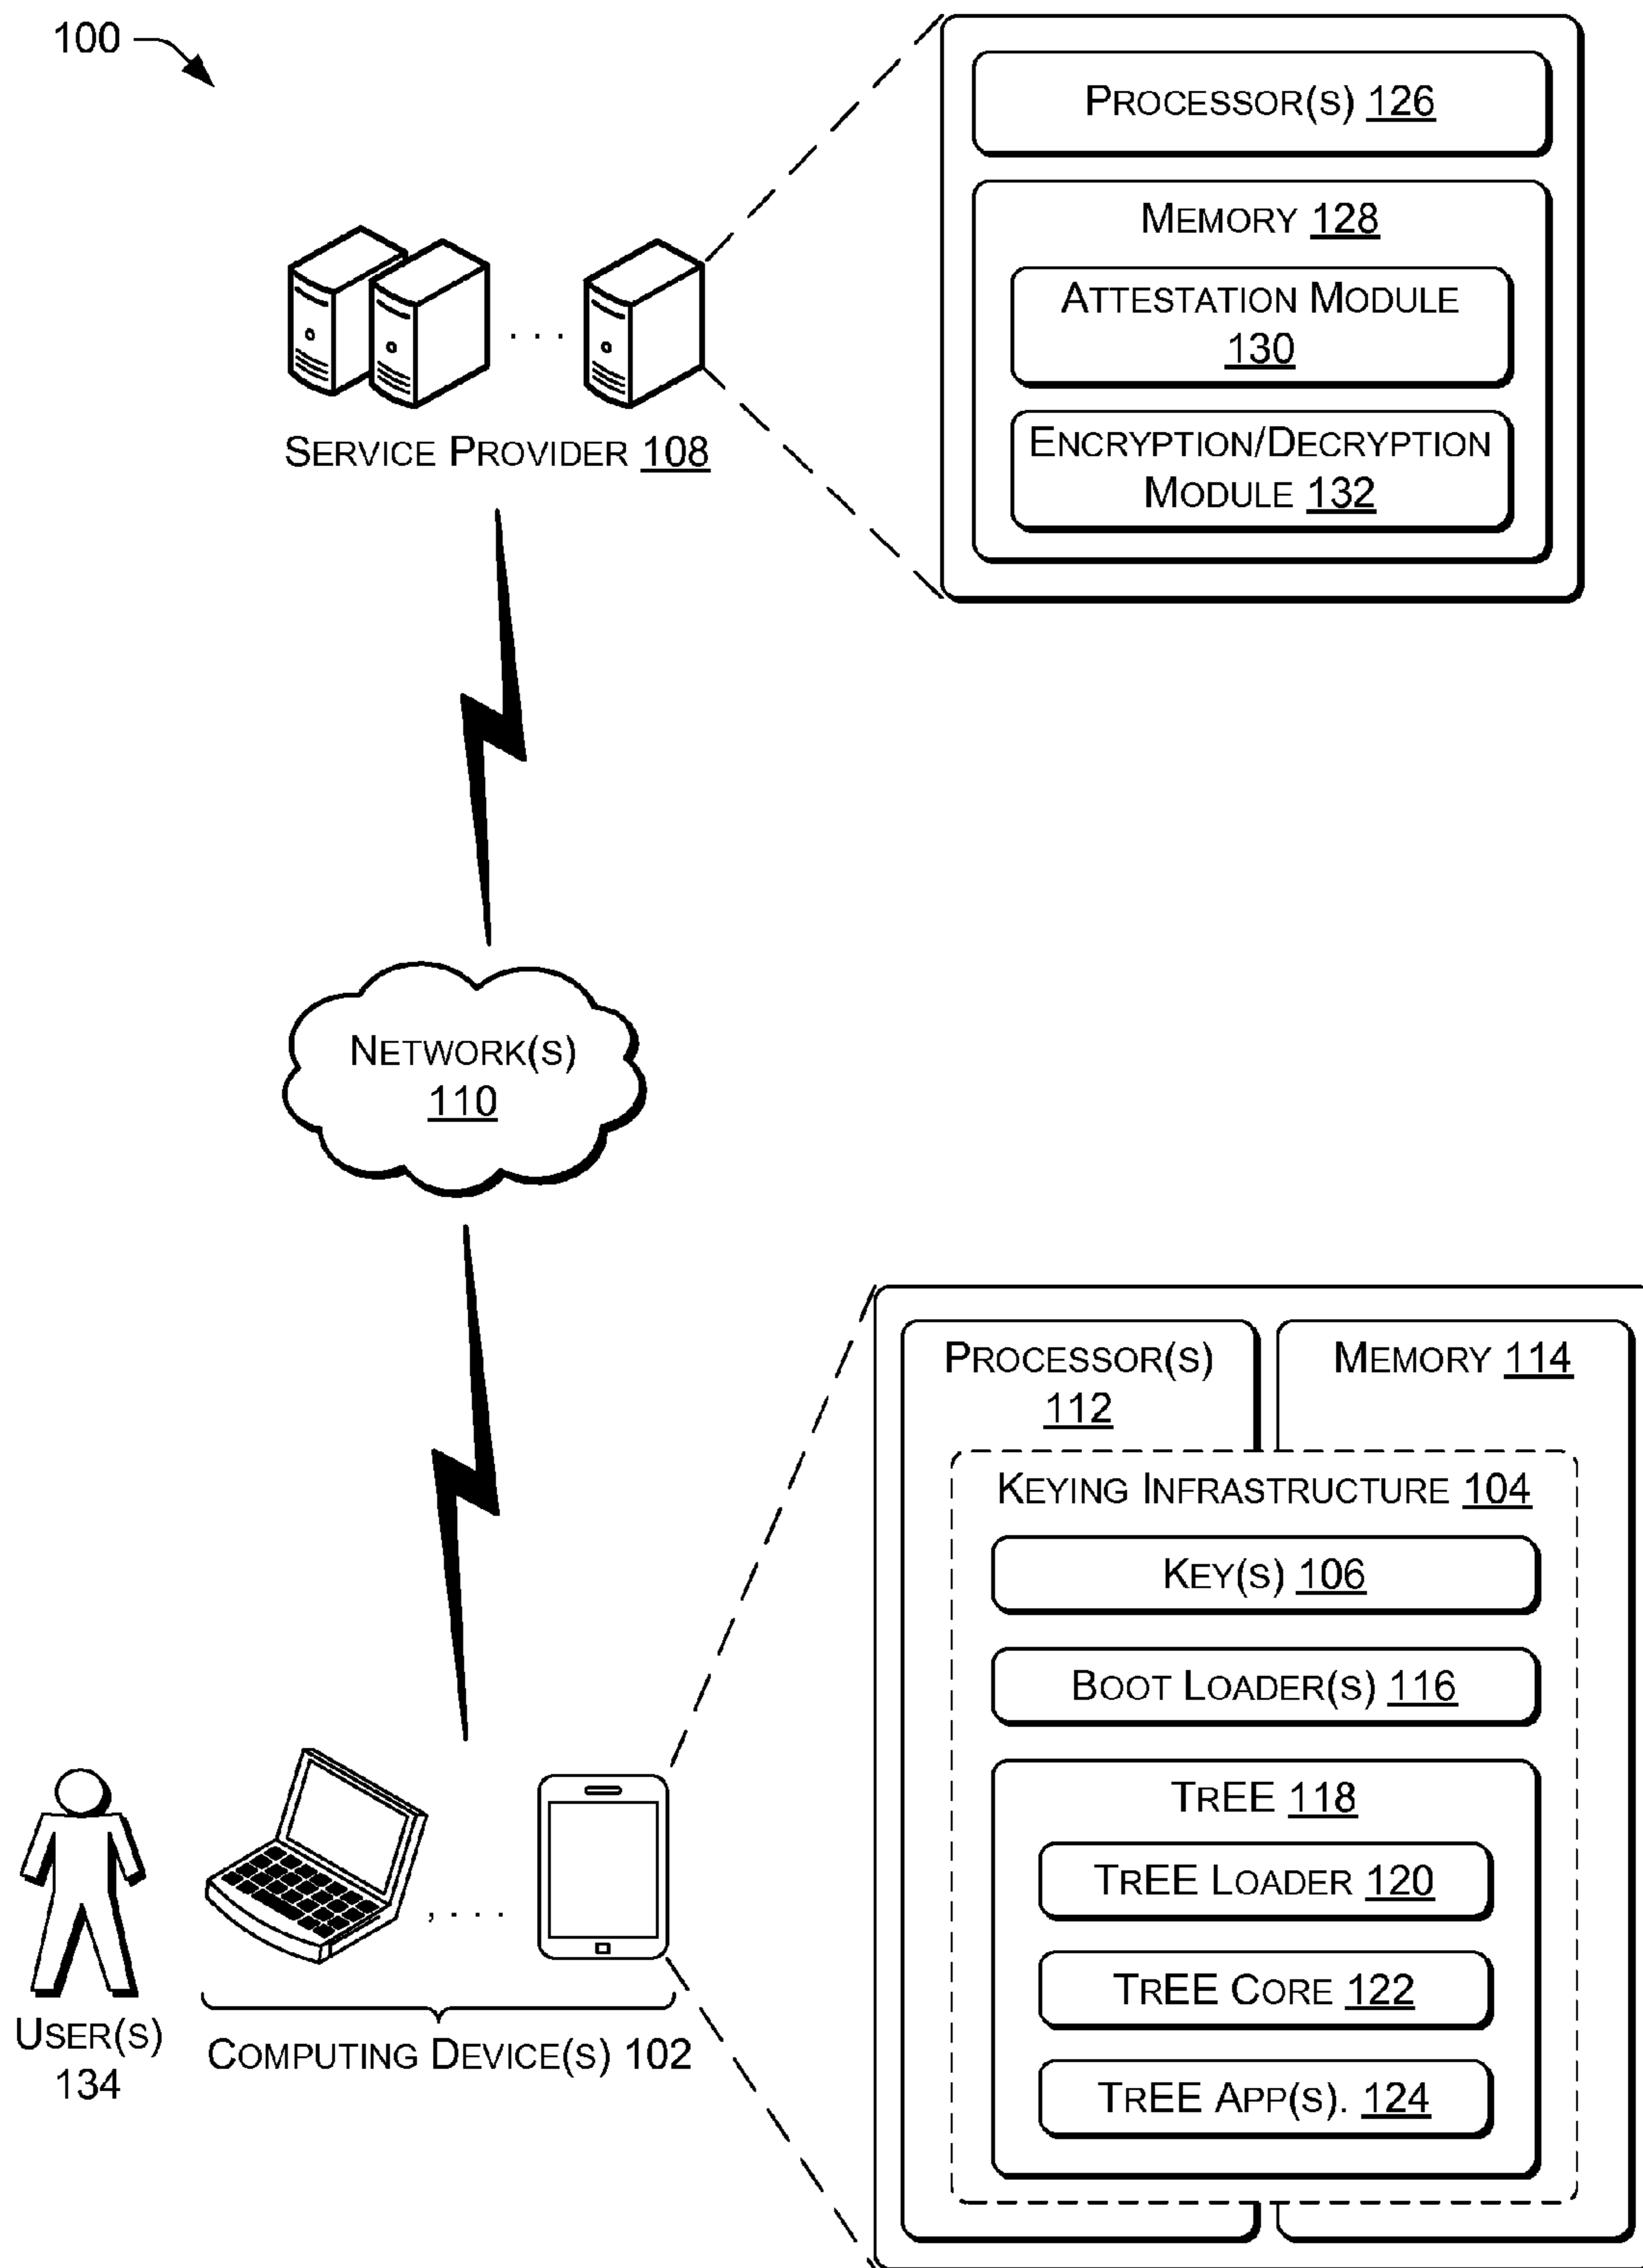 100
PROCESSOR(S) 126
MEMORY 128
ATTESTATION MODULE
130
ENCRYPTION/DECRYPTION
MODULE 132
. . .
SERVICE PROVIDER 108
NETWORK(S)
110
PROCESSOR(S)
112
MEMORY 114
KEYING INFRASTRUCTURE 104
KEY(S) 106
BOOT LOADER(S) 116
TREE 118
TREE LOADER 120
TREE CORE 122
TREE APP(S). 124
, . . .
USER(S)
134
COMPUTING DEVICE(S) 102